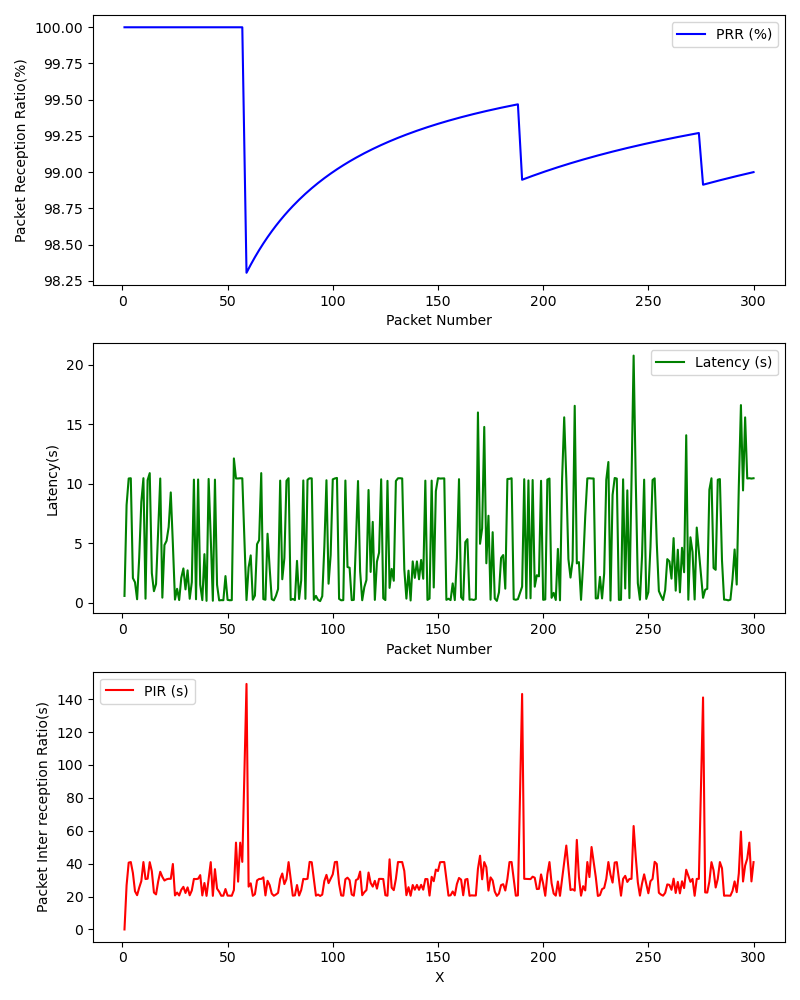 100.00
99.75
99.50
99.25
99.00
98.75
98.50
98.25
Packet Reception Ratio(%)
PRR (%)
0 50 100 150 200 250 300
Packet Number
20
15
10
5
0
Latency(s)
Latency (s)
0 50 100 150 200 250 300
Packet Number
140
120
100
80
60
40
20
0
Packet Inter reception Ratio(s)
PIR (s)
0 50 100 150 200 250 300
X